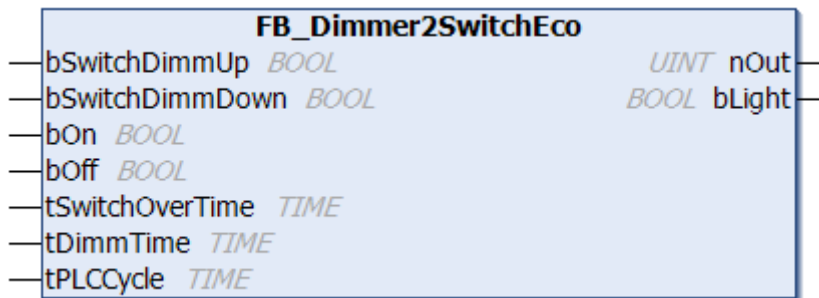 FB_Dimmer2SwitchEco
bSwitchDimmUp BOOL UINT nOut
bSwitchDimmDown BOOL BOOL bLight
bOn BOOL
bOff BOOL
tSwitchOverTime TIME
tDimmTime TIME
tPLCCycle TIME